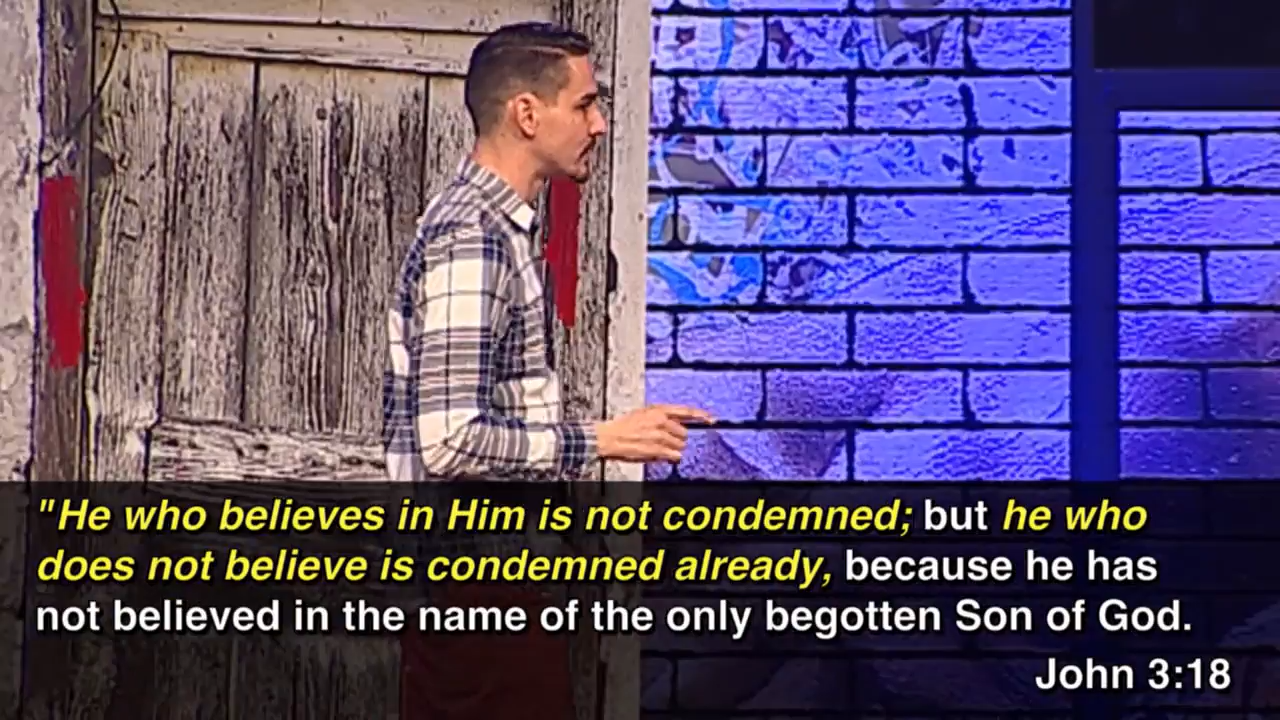 "He who believes in Him is not condemned; but he who
does not believe is condemned already, because he has
not believed in the name of the only begotten Son of God.
John 3:18